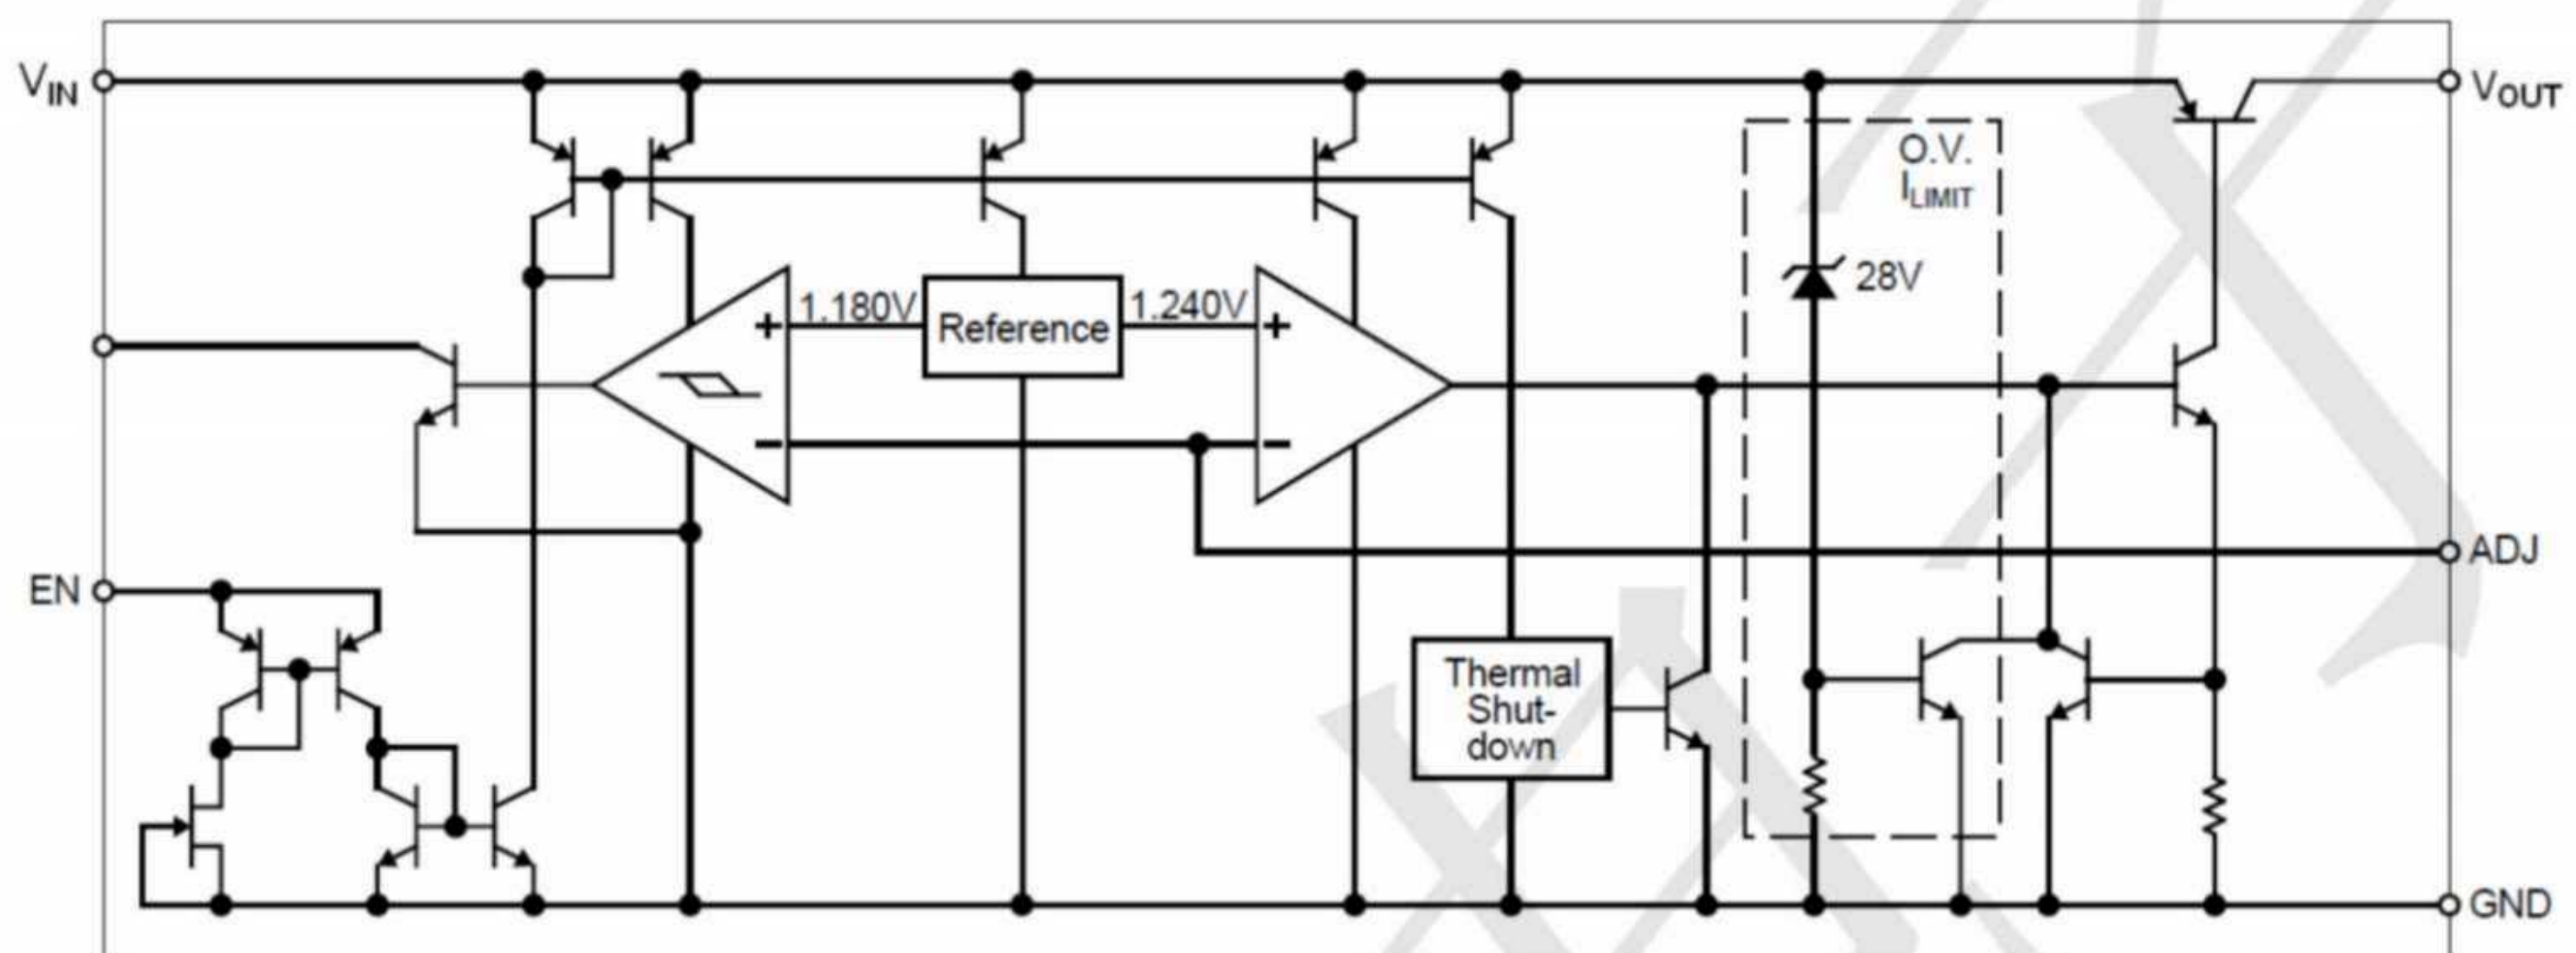 VIN
VOUT
O.V.
ILIMIT
28V
1.180V
Reference
1.240V
+
+
−
−
ADJ
EN
Thermal
Shut-
down
GND